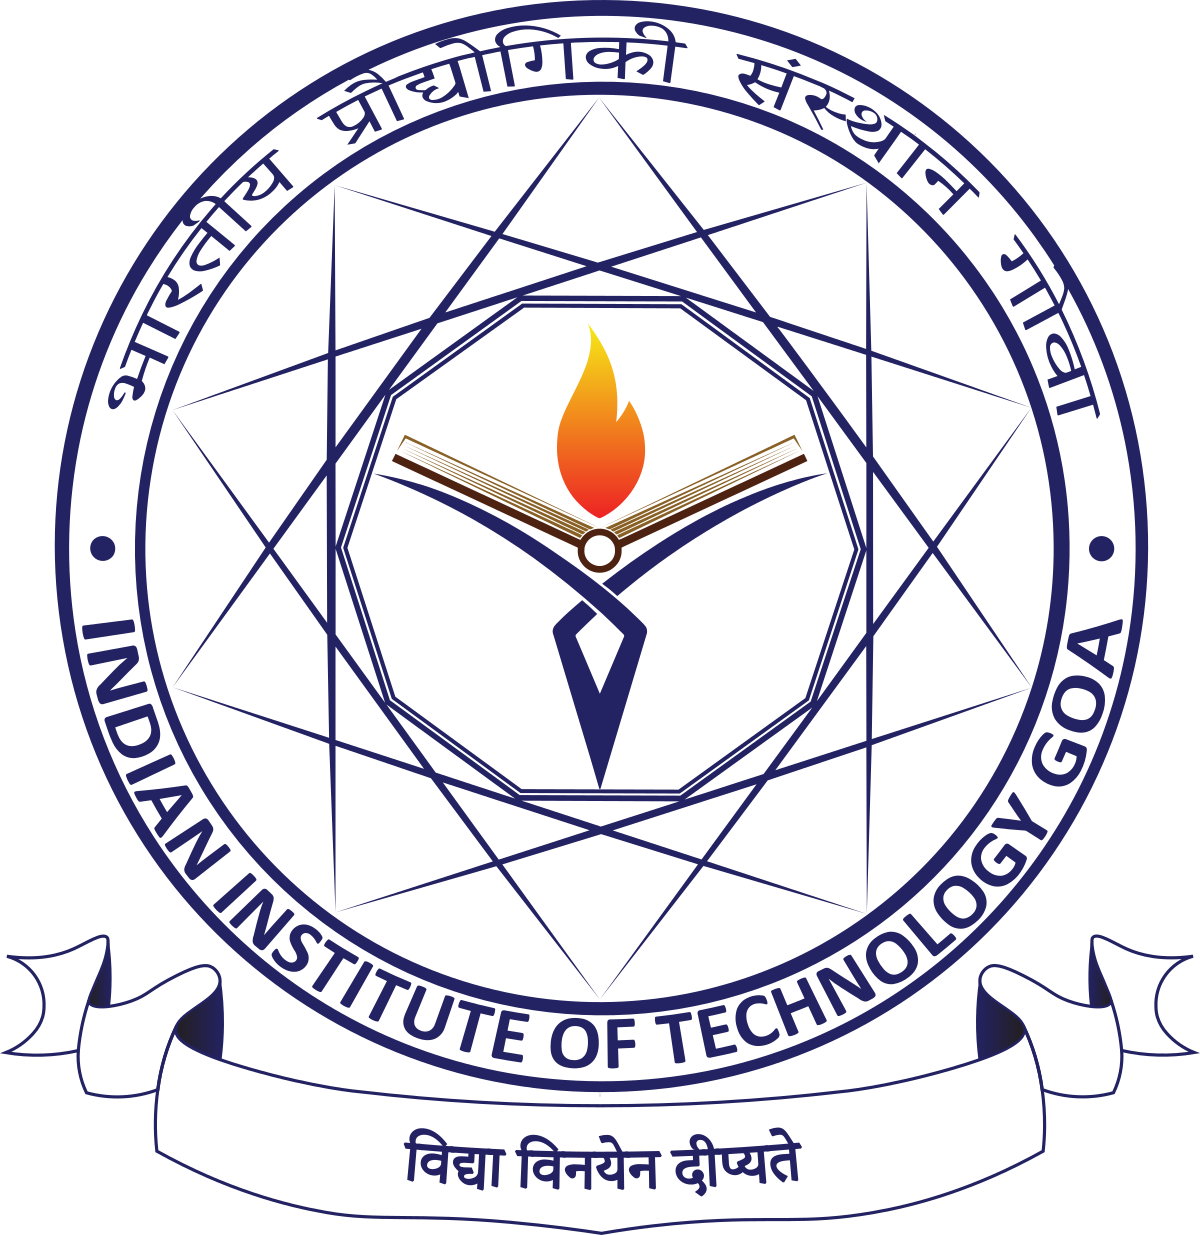 भारतीय प्रौद्योगिकी संस्थान गोवा
• INDIAN INSTITUTE OF TECHNOLOGY GOA •
विद्या विनयेन दीप्यते